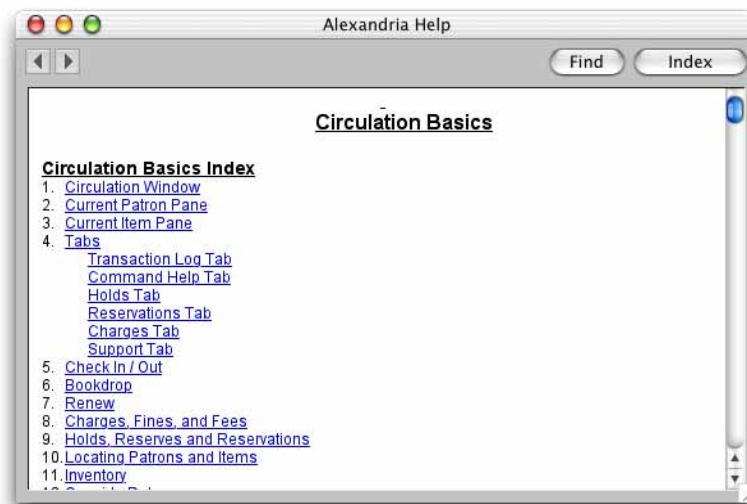 Alexandria Help
Find Index
Circulation Basics
Circulation Basics Index
1. Circulation Window
2. Current Patron Pane
3. Current Item Pane
4. Tabs
Transaction Log Tab
Command Help Tab
Holds Tab
Reservations Tab
Charges Tab
Support Tab
5. Check In / Out
6. Bookdrop
7. Renew
8. Charges, Fines, and Fees
9. Holds, Reserves and Reservations
10. Locating Patrons and Items
11. Inventory